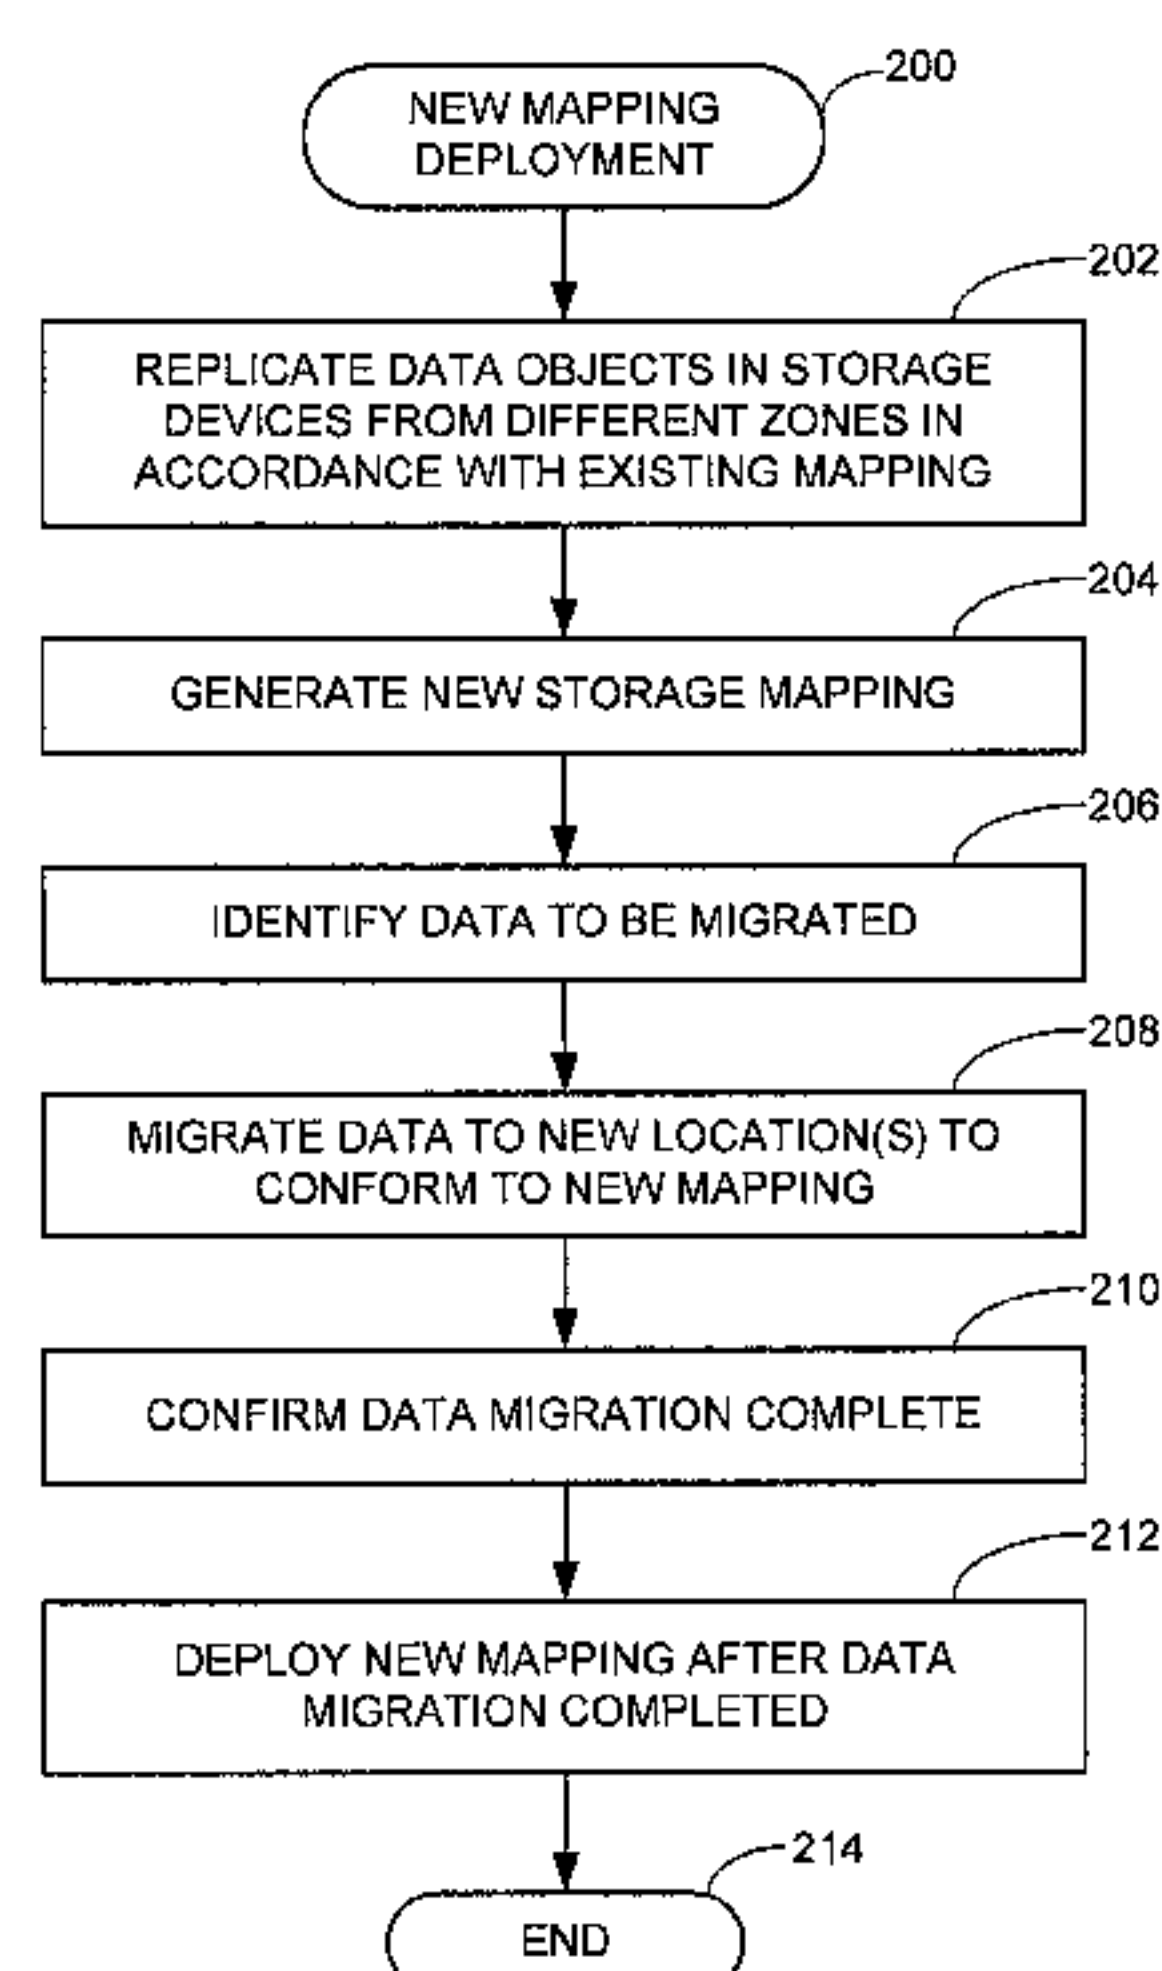 200
NEW MAPPING
DEPLOYMENT
202
REPLICATE DATA OBJECTS IN STORAGE
DEVICES FROM DIFFERENT ZONES IN
ACCORDANCE WITH EXISTING MAPPING
204
GENERATE NEW STORAGE MAPPING
206
IDENTIFY DATA TO BE MIGRATED
208
MIGRATE DATA TO NEW LOCATION(S) TO
CONFORM TO NEW MAPPING
210
CONFIRM DATA MIGRATION COMPLETE
212
DEPLOY NEW MAPPING AFTER DATA
MIGRATION COMPLETED
214
END